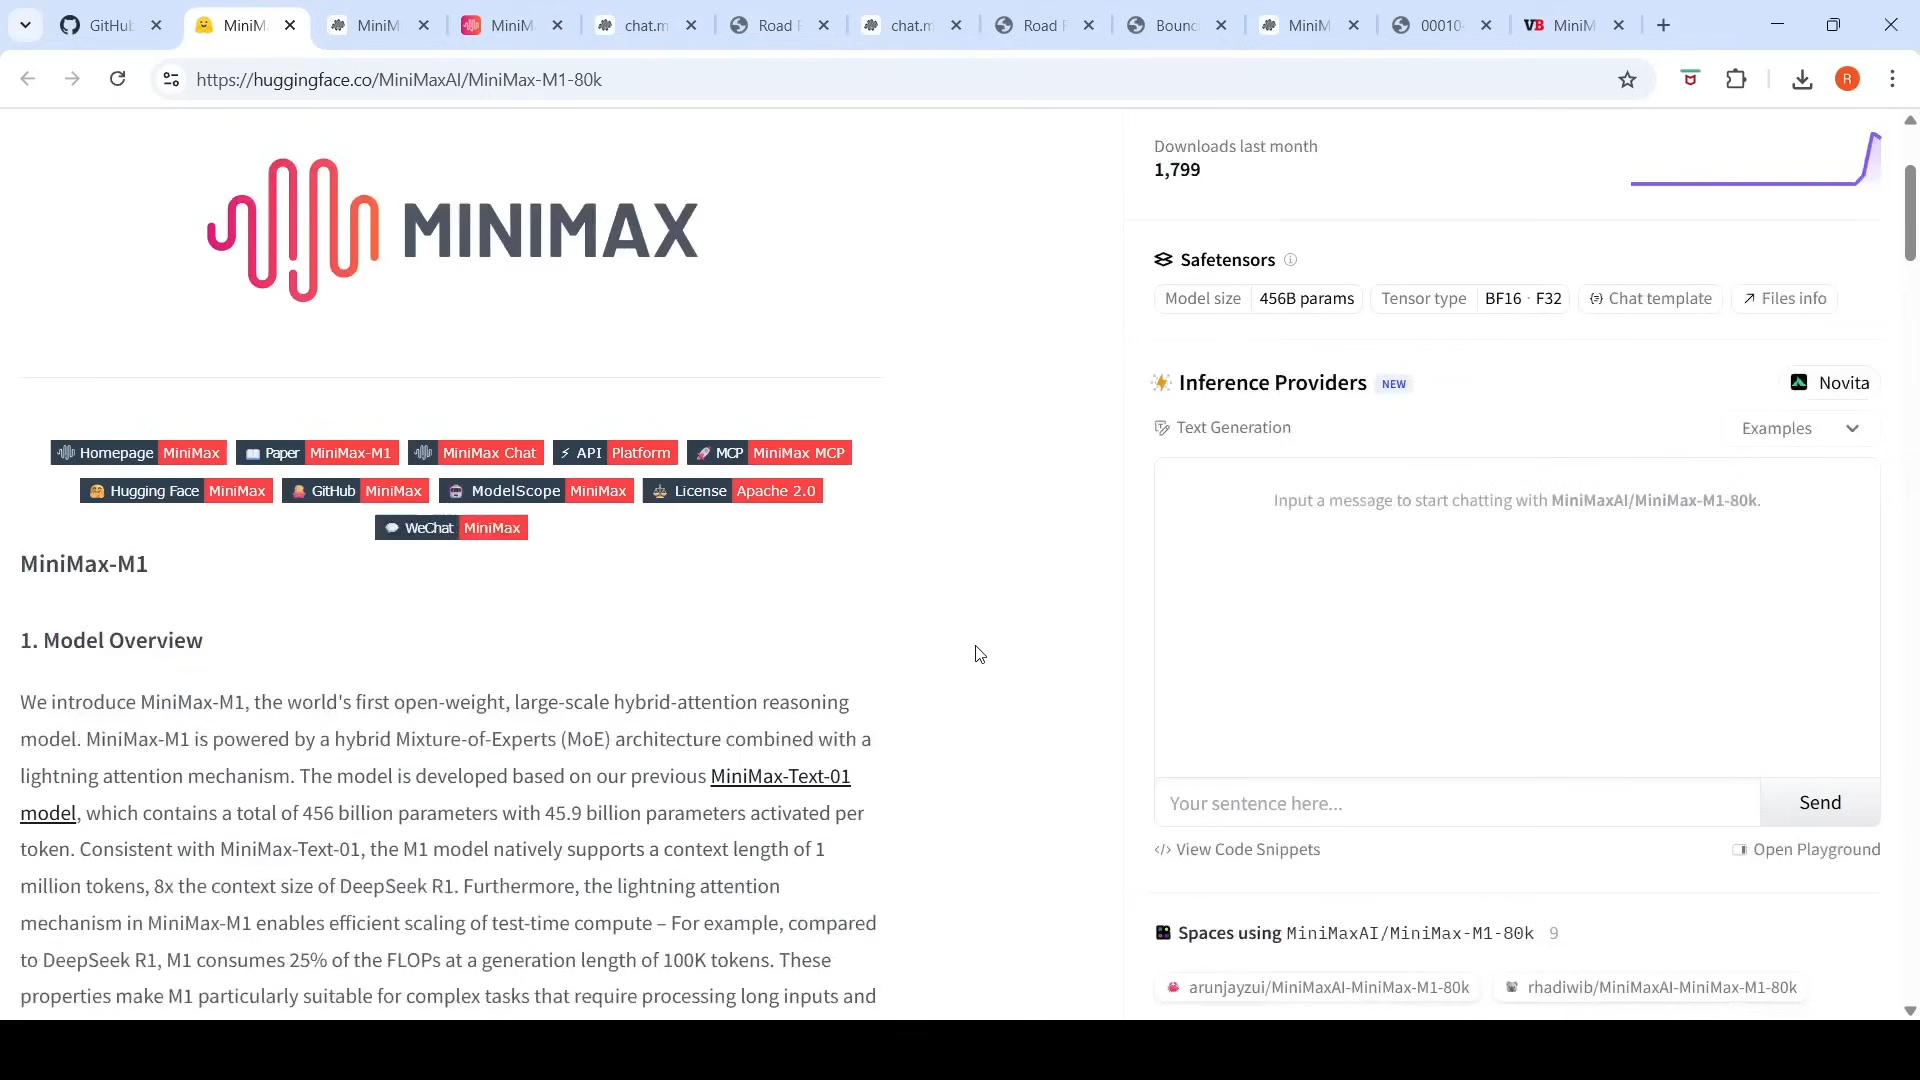 GitHub
MiniM
MiniM
MiniM
chat.m
Road F
chat.m
Road F
Bounc
MiniM
00010-
VB MiniM
https://huggingface.co/MiniMaxAI/MiniMax-M1-80k
R
MINIMAX
Homepage MiniMax
Paper MiniMax-M1
MiniMax Chat
API Platform
MCP MiniMax MCP
Hugging Face MiniMax
GitHub MiniMax
ModelScope MiniMax
License Apache 2.0
WeChat MiniMax
MiniMax-M1
1. Model Overview
We introduce MiniMax-M1, the world's first open-weight, large-scale hybrid-attention reasoning
model. MiniMax-M1 is powered by a hybrid Mixture-of-Experts (MoE) architecture combined with a
lightning attention mechanism. The model is developed based on our previous MiniMax-Text-01
model, which contains a total of 456 billion parameters with 45.9 billion parameters activated per
token. Consistent with MiniMax-Text-01, the M1 model natively supports a context length of 1
million tokens, 8x the context size of DeepSeek R1. Furthermore, the lightning attention
mechanism in MiniMax-M1 enables efficient scaling of test-time compute – For example, compared
to DeepSeek R1, M1 consumes 25% of the FLOPs at a generation length of 100K tokens. These
properties make M1 particularly suitable for complex tasks that require processing long inputs and
Downloads last month
1,799
Safetensors
Model size 456B params
Tensor type BF16 · F32
Chat template
Files info
Inference Providers NEW
Novita
Text Generation
Examples
Input a message to start chatting with MiniMaxAI/MiniMax-M1-80k.
Your sentence here...
Send
</> View Code Snippets
Open Playground
Spaces using MiniMaxAI/MiniMax-M1-80k 9
arunjayzui/MiniMaxAI-MiniMax-M1-80k
rhadiwib/MiniMaxAI-MiniMax-M1-80k